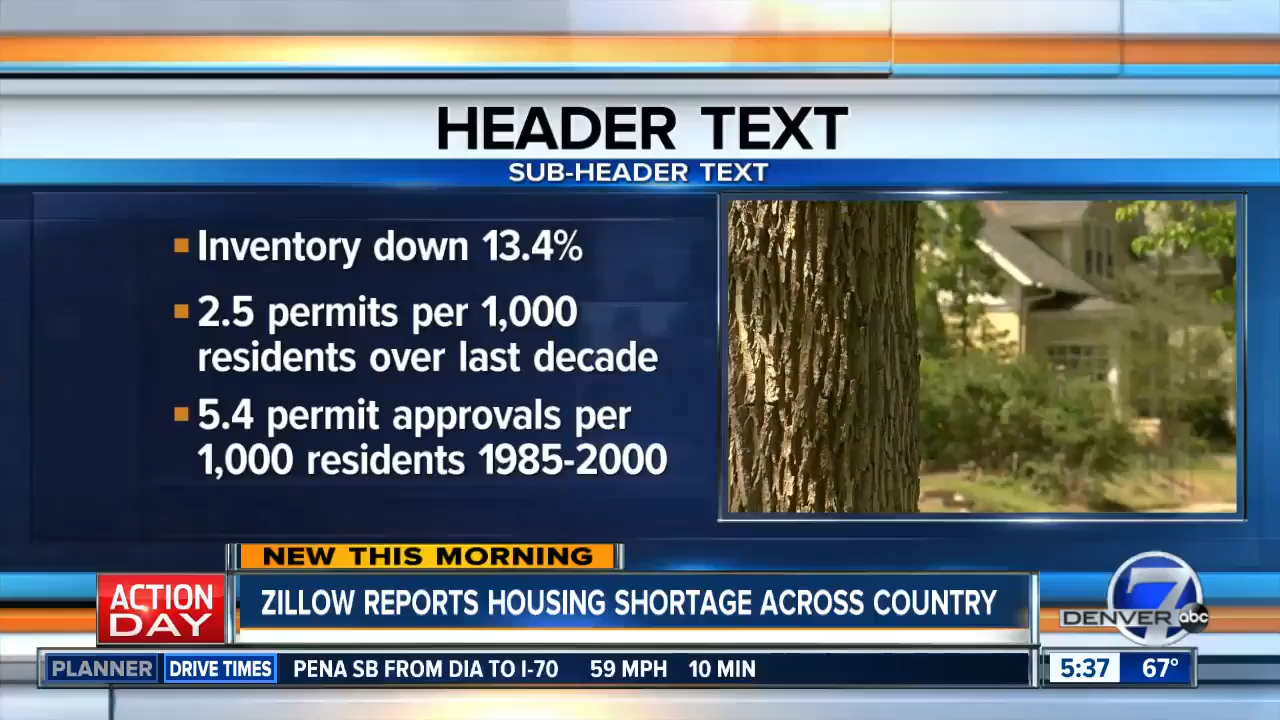 HEADER TEXT
SUB-HEADER TEXT
Inventory down 13.4%
2.5 permits per 1,000
residents over last decade
5.4 permit approvals per
1,000 residents 1985-2000
NEW THIS MORNING
ACTION
DAY
ZILLOW REPORTS HOUSING SHORTAGE ACROSS COUNTRY
DENVER 7 abc
PLANNER DRIVE TIMES PENA SB FROM DIA TO I-70 59 MPH 10 MIN
5:37 67°